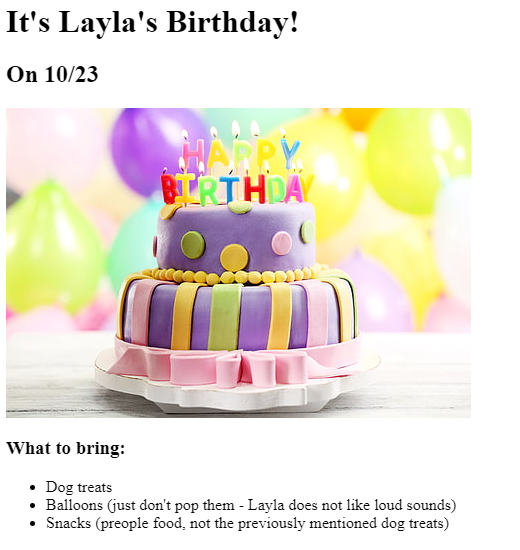 It's Layla's Birthday!
On 10/23
HAPPY
BIRTHDAY
What to bring:
Dog treats
Balloons (just don't pop them - Layla does not like loud sounds)
Snacks (preople food, not the previously mentioned dog treats)